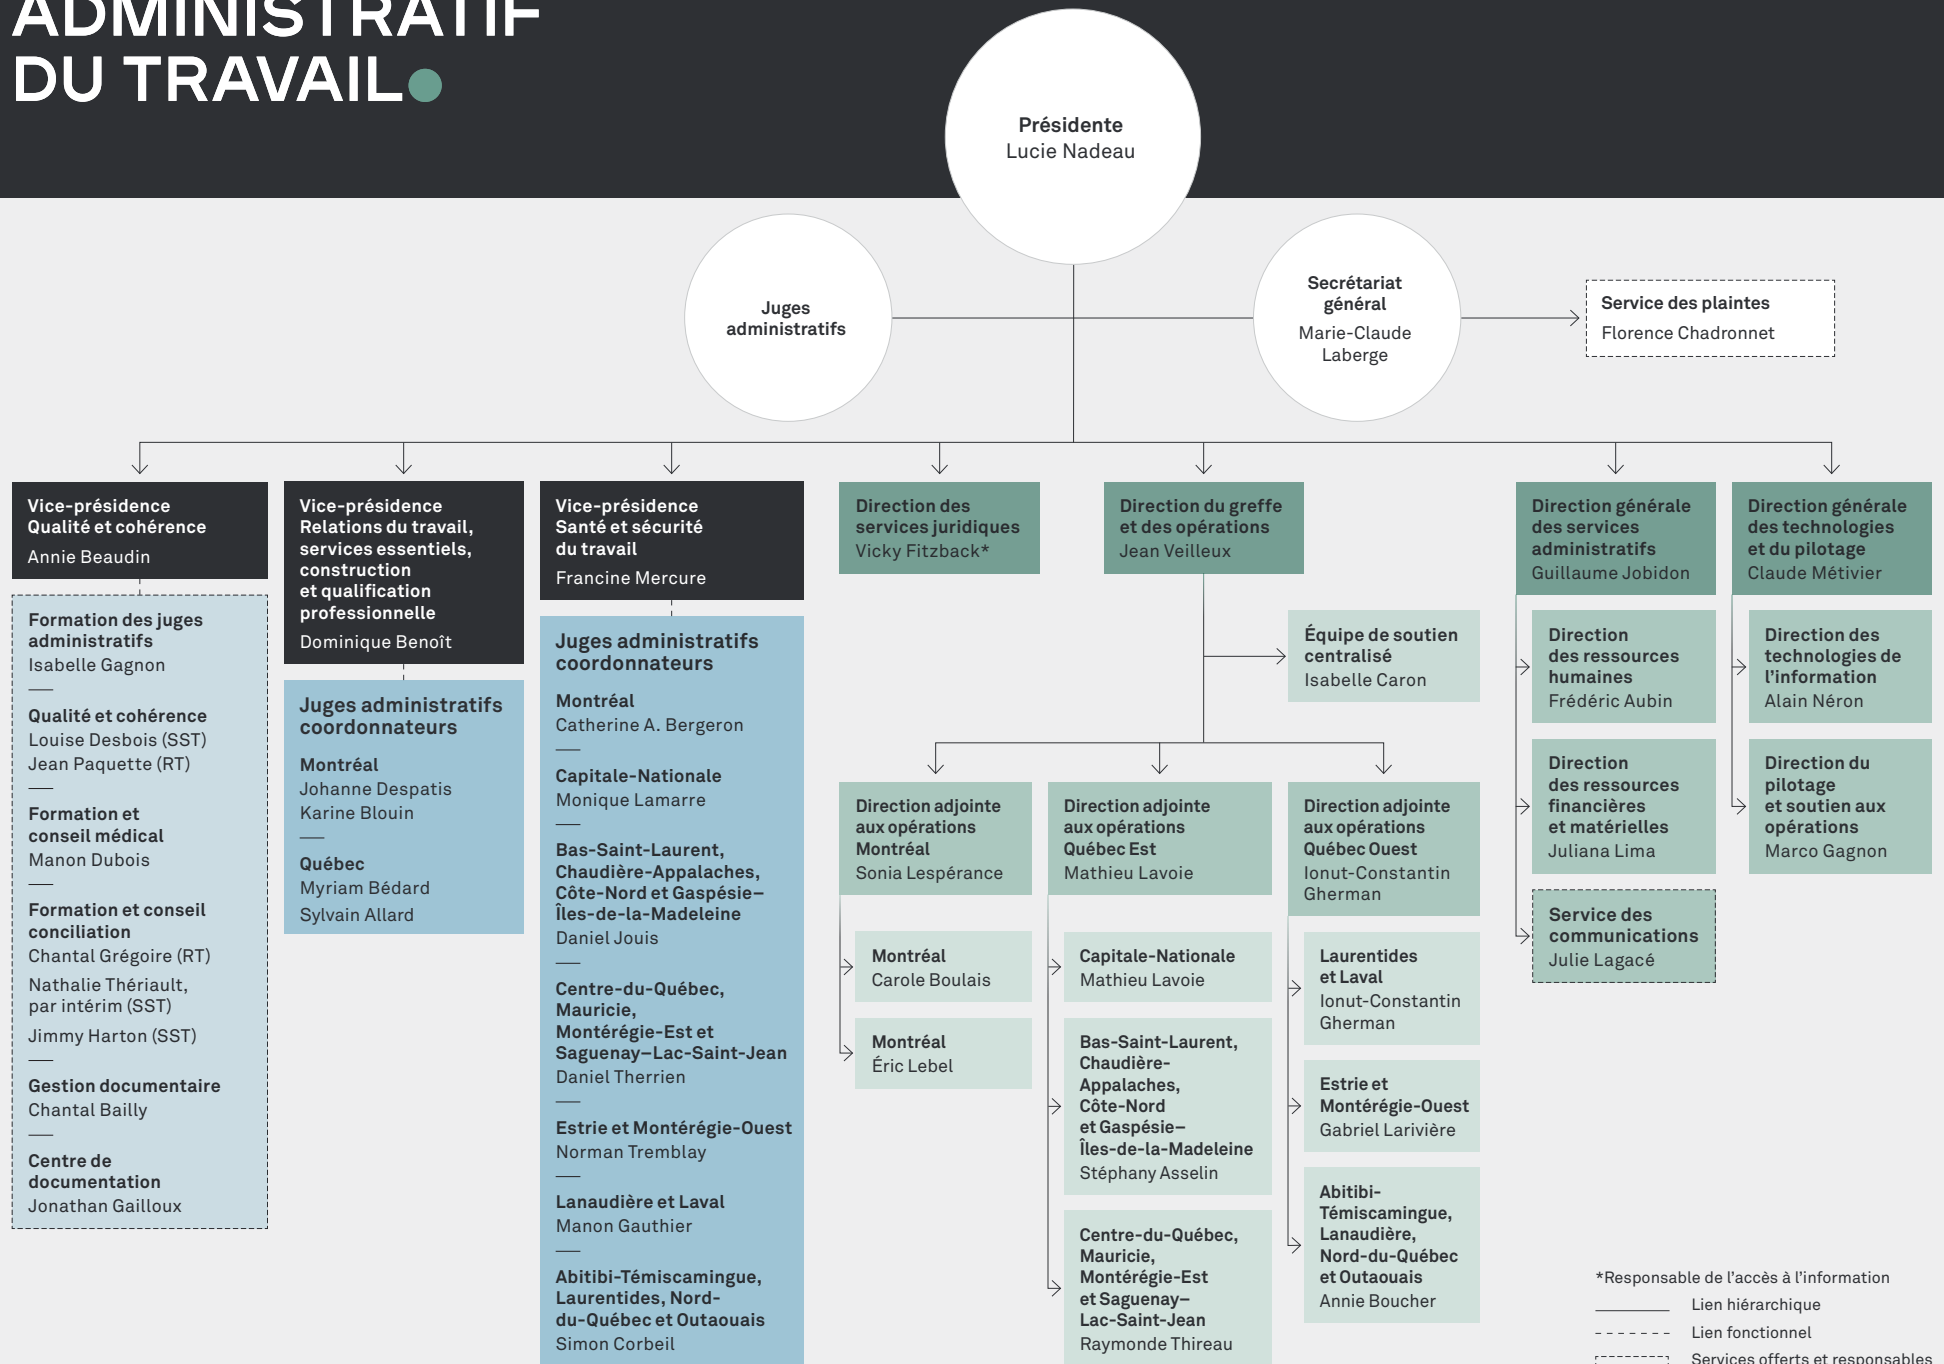 ADMINISTRATIF
DU TRAVAIL
Présidente
Lucie Nadeau
Juges
administratifs
Secrétariat
général
Marie-Claude
Laberge
Service des plaintes
Florence Chadronnet
Vice-présidence
Qualité et cohérence
Annie Beaudin
Formation des juges
administratifs
Isabelle Gagnon
Qualité et cohérence
Louise Desbois (SST)
Jean Paquette (RT)
Formation et
conseil médical
Manon Dubois
Formation et conseil
conciliation
Chantal Grégoire (RT)
Nathalie Thériault,
par intérim (SST)
Jimmy Harton (SST)
Gestion documentaire
Chantal Bailly
Centre de
documentation
Jonathan Gailloux
Vice-présidence
Relations du travail,
services essentiels,
construction
et qualification
professionnelle
Dominique Benoît
Juges administratifs
coordonnateurs
Montréal
Johanne Despatis
Karine Blouin
Québec
Myriam Bédard
Sylvain Allard
Vice-présidence
Santé et sécurité
du travail
Francine Mercure
Juges administratifs
coordonnateurs
Montréal
Catherine A. Bergeron
Capitale-Nationale
Monique Lamarre
Bas-Saint-Laurent,
Chaudière-Appalaches,
Côte-Nord et Gaspésie–
Îles-de-la-Madeleine
Daniel Jouis
Centre-du-Québec,
Mauricie,
Montérégie-Est et
Saguenay–Lac-Saint-Jean
Daniel Therrien
Estrie et Montérégie-Ouest
Norman Tremblay
Lanaudière et Laval
Manon Gauthier
Abitibi-Témiscamingue,
Laurentides, Nord-
du-Québec et Outaouais
Simon Corbeil
Direction des
services juridiques
Vicky Fitzback*
Direction du greffe
et des opérations
Jean Veilleux
Équipe de soutien
centralisé
Isabelle Caron
Direction adjointe
aux opérations
Montréal
Sonia Lespérance
Montréal
Carole Boulais
Montréal
Éric Lebel
Direction adjointe
aux opérations
Québec Est
Mathieu Lavoie
Capitale-Nationale
Mathieu Lavoie
Bas-Saint-Laurent,
Chaudière-
Appalaches,
Côte-Nord
et Gaspésie–
Îles-de-la-Madeleine
Stéphany Asselin
Centre-du-Québec,
Mauricie,
Montérégie-Est
et Saguenay–
Lac-Saint-Jean
Raymonde Thireau
Direction adjointe
aux opérations
Québec Ouest
Ionut-Constantin
Gherman
Laurentides
et Laval
Ionut-Constantin
Gherman
Estrie et
Montérégie-Ouest
Gabriel Larivière
Abitibi-
Témiscamingue,
Lanaudière,
Nord-du-Québec
et Outaouais
Annie Boucher
Direction générale
des services
administratifs
Guillaume Jobidon
Direction
des ressources
humaines
Frédéric Aubin
Direction
des ressources
financières
et matérielles
Juliana Lima
Service des
communications
Julie Lagacé
Direction générale
des technologies
et du pilotage
Claude Métivier
Direction des
technologies de
l'information
Alain Néron
Direction du
pilotage
et soutien aux
opérations
Marco Gagnon
*Responsable de l'accès à l'information
Lien hiérarchique
Lien fonctionnel
Services offerts et responsables